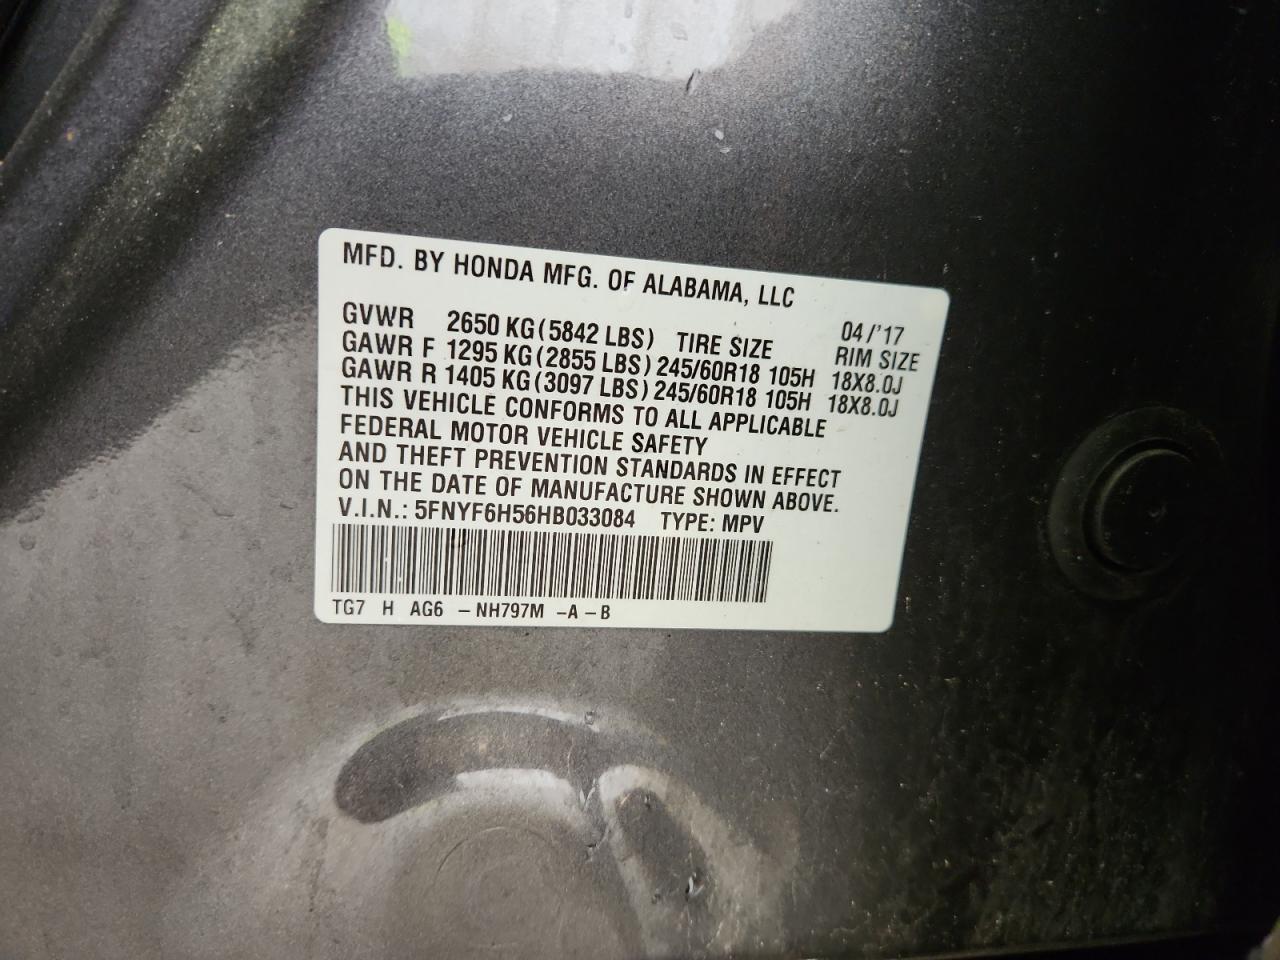 MFD. BY HONDA MFG. OF ALABAMA, LLC
04/'17
GVWR 2650 KG(5842 LBS) TIRE SIZE RIM SIZE
GAWR F 1295 KG(2855 LBS) 245/60R18 105H 18X8.0J
GAWR R 1405 KG(3097 LBS) 245/60R18 105H 18X8.0J
THIS VEHICLE CONFORMS TO ALL APPLICABLE
FEDERAL MOTOR VEHICLE SAFETY
AND THEFT PREVENTION STANDARDS IN EFFECT
ON THE DATE OF MANUFACTURE SHOWN ABOVE.
V.I.N.: 5FNYF6H56HB033084 TYPE: MPV
TG7 H AG6 – NH797M -A – B